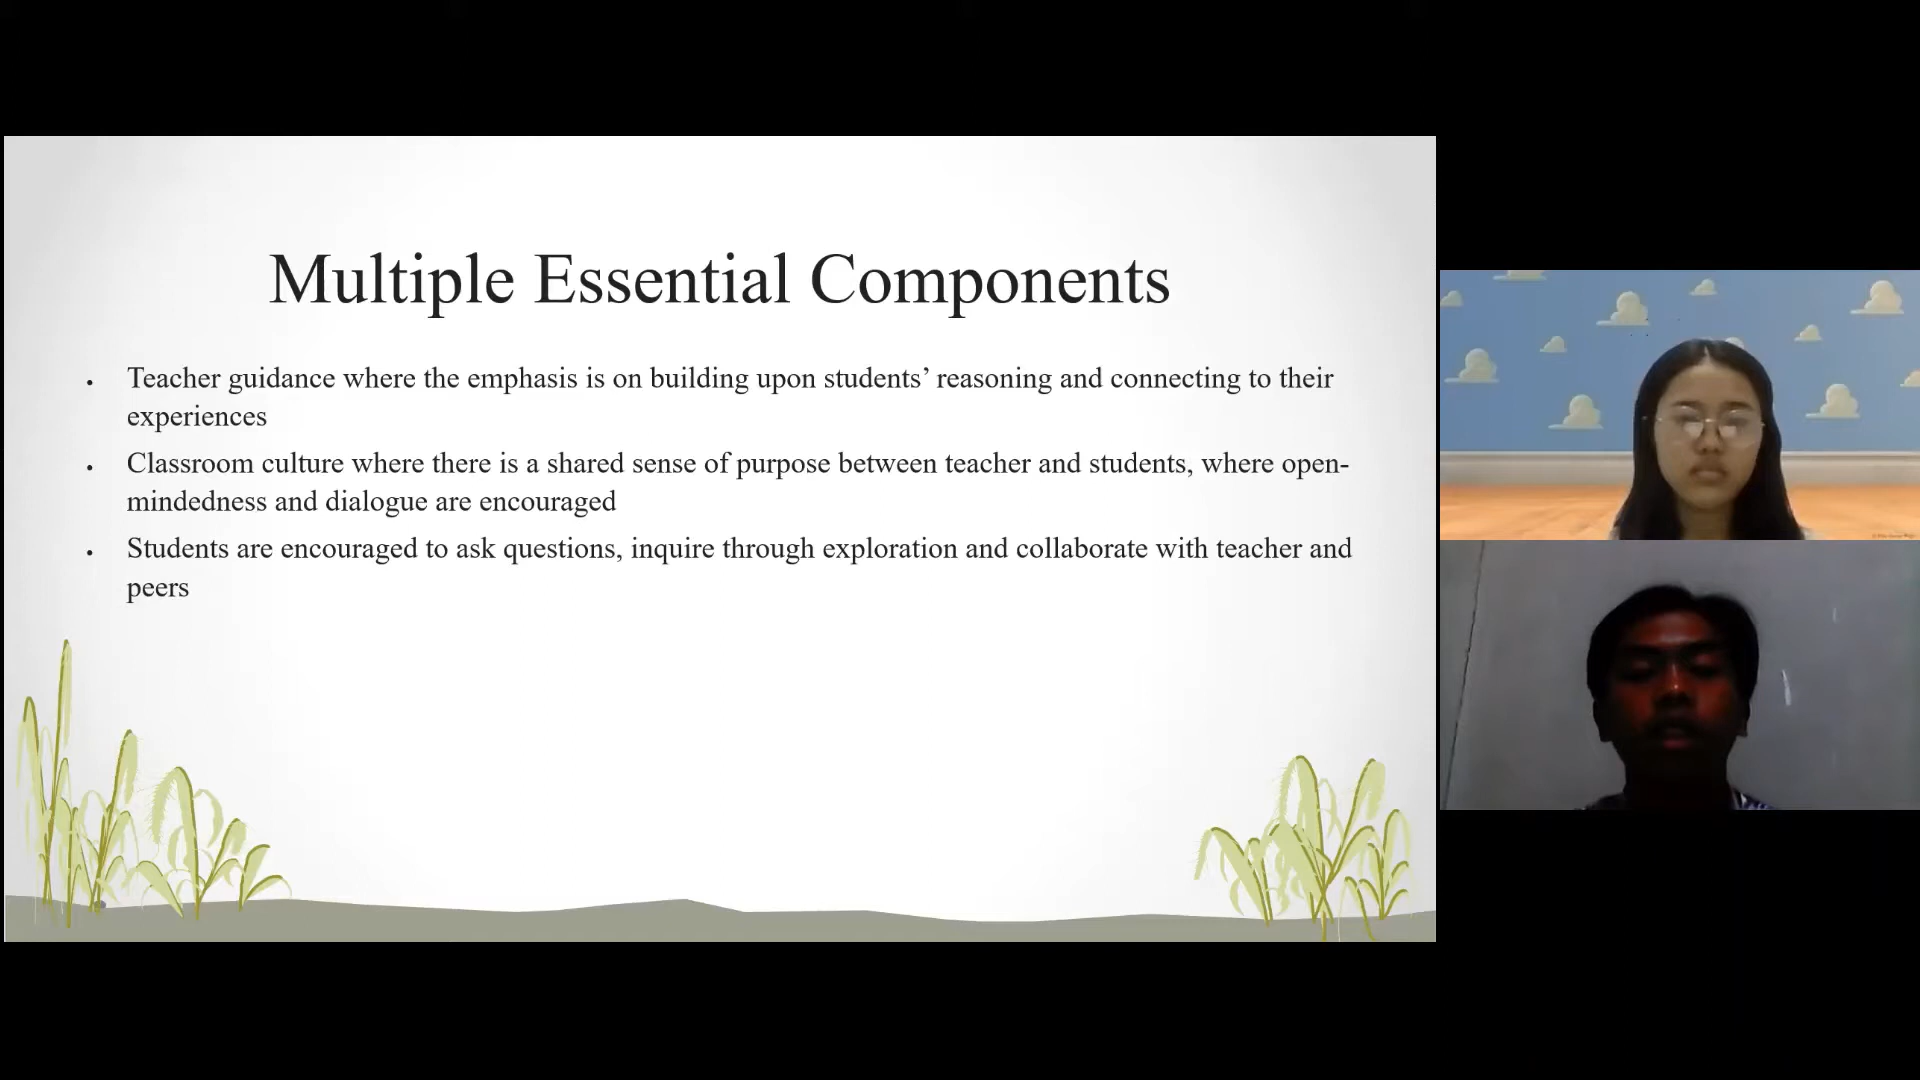 Multiple Essential Components
• Teacher guidance where the emphasis is on building upon students’ reasoning and connecting to their
experiences
• Classroom culture where there is a shared sense of purpose between teacher and students, where open-
mindedness and dialogue are encouraged
• Students are encouraged to ask questions, inquire through exploration and collaborate with teacher and
peers